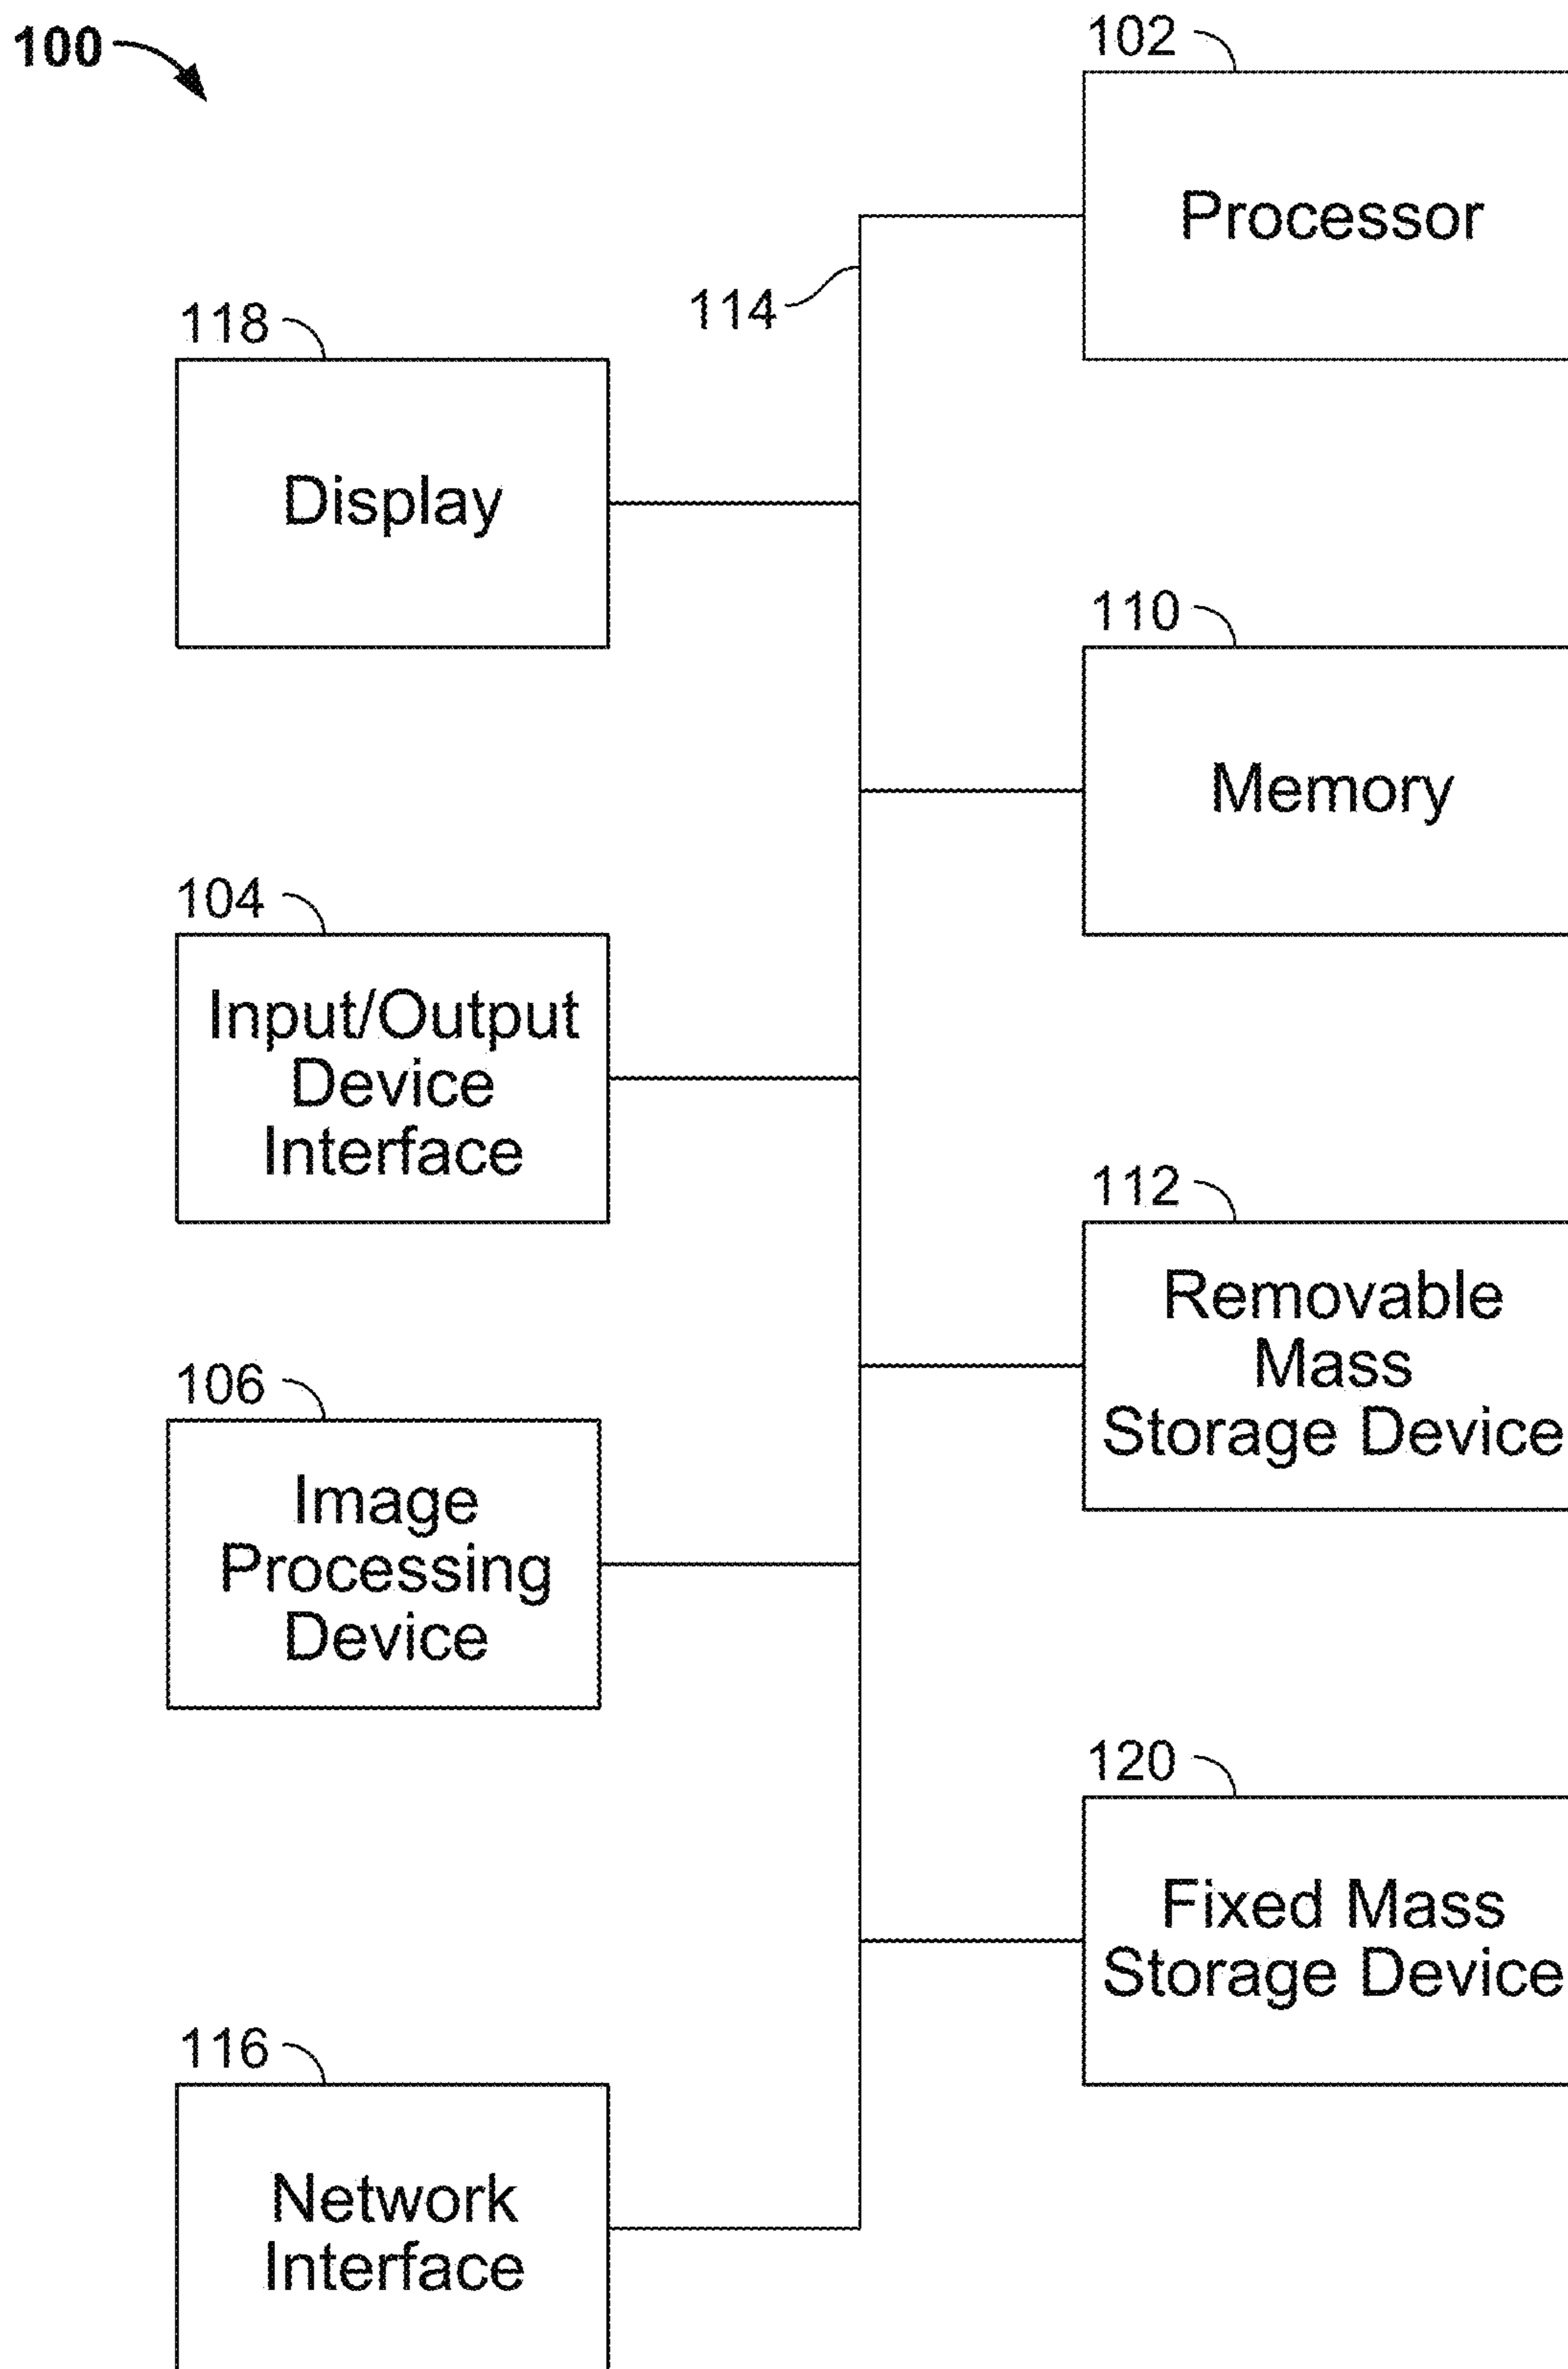 100
102
Processor
114
118
Display
110
Memory
104
Input/Output
Device
Interface
112
Removable
Mass
Storage Device
106
Image
Processing
Device
120
Fixed Mass
Storage Device
116
Network
Interface